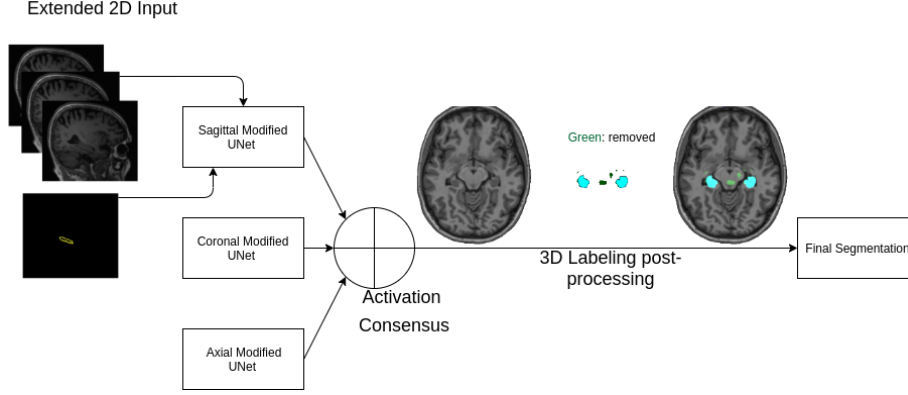 Extended 2D Input
Sagittal Modified
UNet
Coronal Modified
UNet
Axial Modified
UNet
Activation
Consensus
Green: removed
3D Labeling post-
processing
Final Segmentation